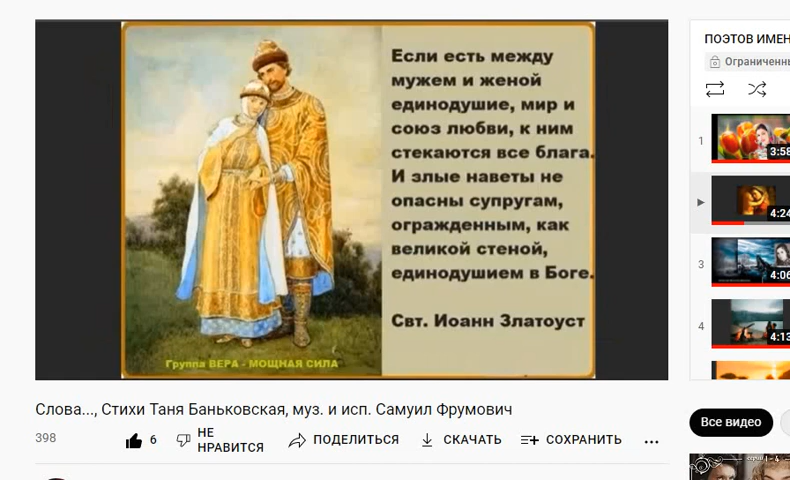 Если есть между
мужем и женой
единодушие, мир и
союз любви, к ним
стекаются все блага.
И злые наветы не
опасны супругам,
огражденным, как
великой стеной,
единодушием в Боге.
Свт. Иоанн Златоуст
Группа ВЕРА - МОЩНАЯ СИЛА
Слова..., Стихи Таня Баньковская, муз. и исп. Самуил Фрумович
398
6
НЕ
НРАВИТСЯ
ПОДЕЛИТЬСЯ
СКАЧАТЬ
СОХРАНИТЬ
ПОЭТОВ ИМЕН
Ограниченны
1
3:58
4:24
3
4:06
4
4:13
Все видео